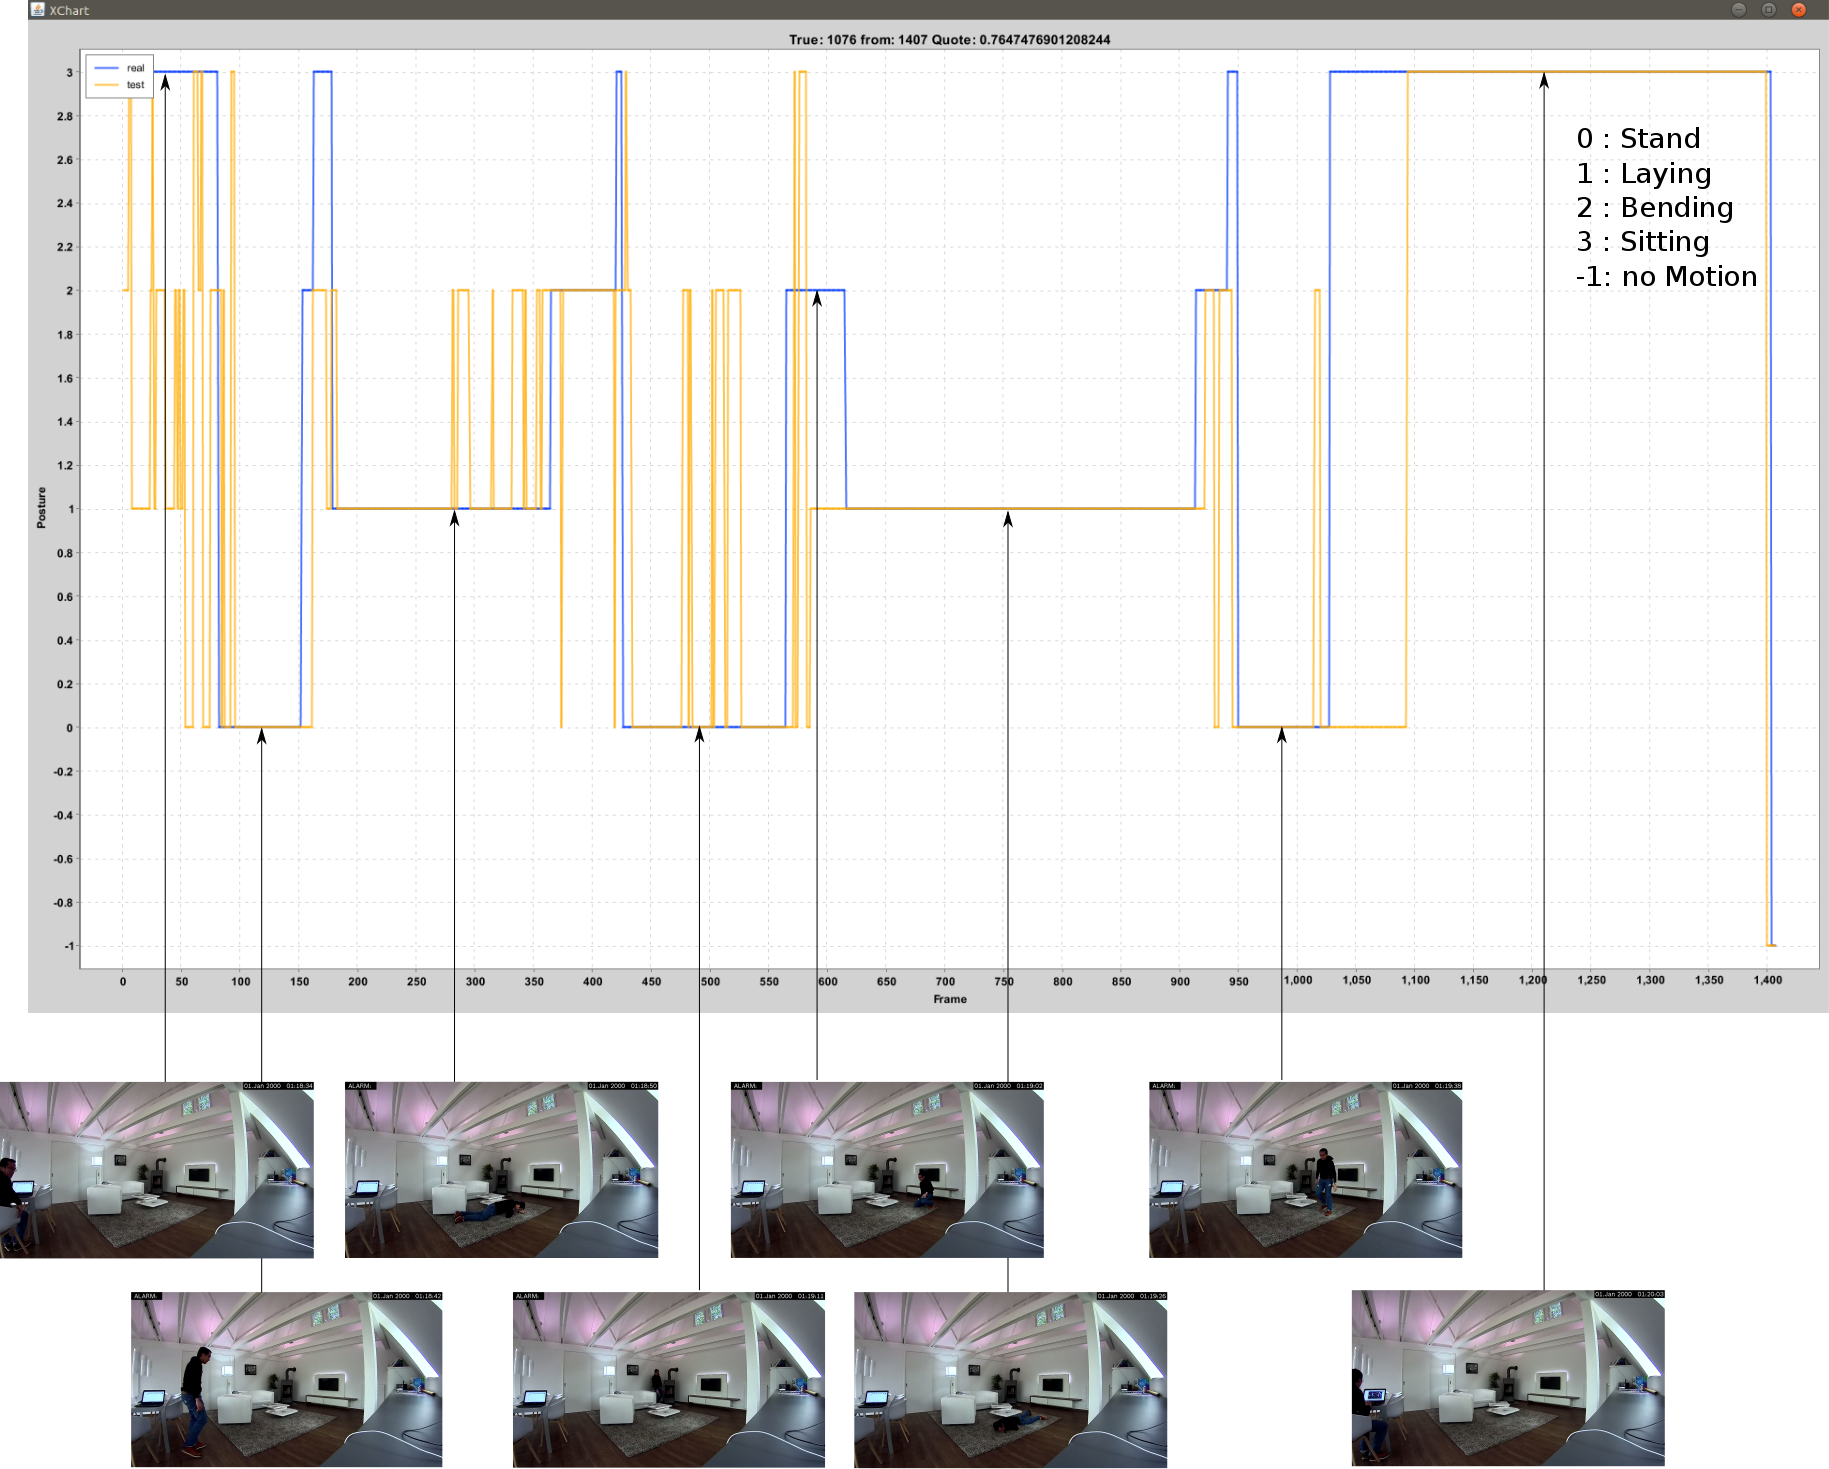 XChart
True: 1076 from: 1407 Quote: 0.7647476901208244
real
test
3
2.8
2.6
2.4
2.2
2
1.8
1.6
1.4
1.2
1
0.8
0.6
0.4
0.2
0
-0.2
-0.4
-0.6
-0.8
-1
Posture
0 : Stand
1 : Laying
2 : Bending
3 : Sitting
-1: no Motion
0 50 100 150 200 250 300 350 400 450 500 550 600 650 700 750 800 850 900 950 1,000 1,050 1,100 1,150 1,200 1,250 1,300 1,350 1,400
Frame
01.Jan 2000 01:18:34
ALARM: 01.Jan 2000 01:18:50
ALARM: 01.Jan 2000 01:19:02
ALARM: 01.Jan 2000 01:19:38
ALARM: 01.Jan 2000 01:18:42
ALARM: 01.Jan 2000 01:19:11
01.Jan 2000 01:19:26
01.Jan 2000 01:20:03